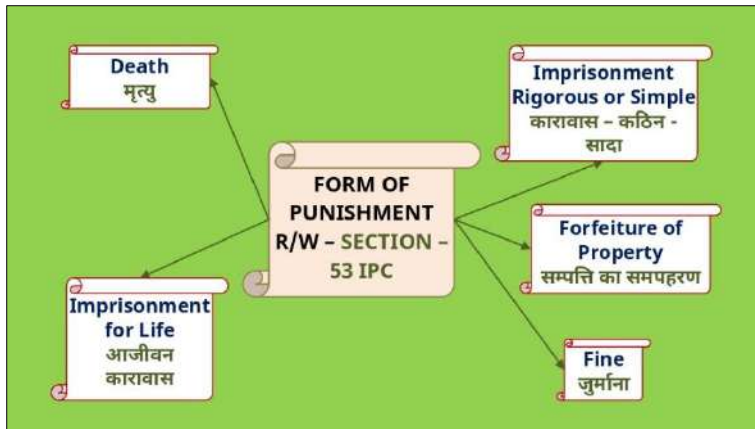 Death
मृत्यु
Imprisonment
Rigorous or Simple
कारावास – कठिन -
सादा
FORM OF
PUNISHMENT
R/W – SECTION –
53 IPC
Forfeiture of
Property
सम्पत्ति का समपहरण
Imprisonment
for Life
आजीवन
कारावास
Fine
जुर्माना